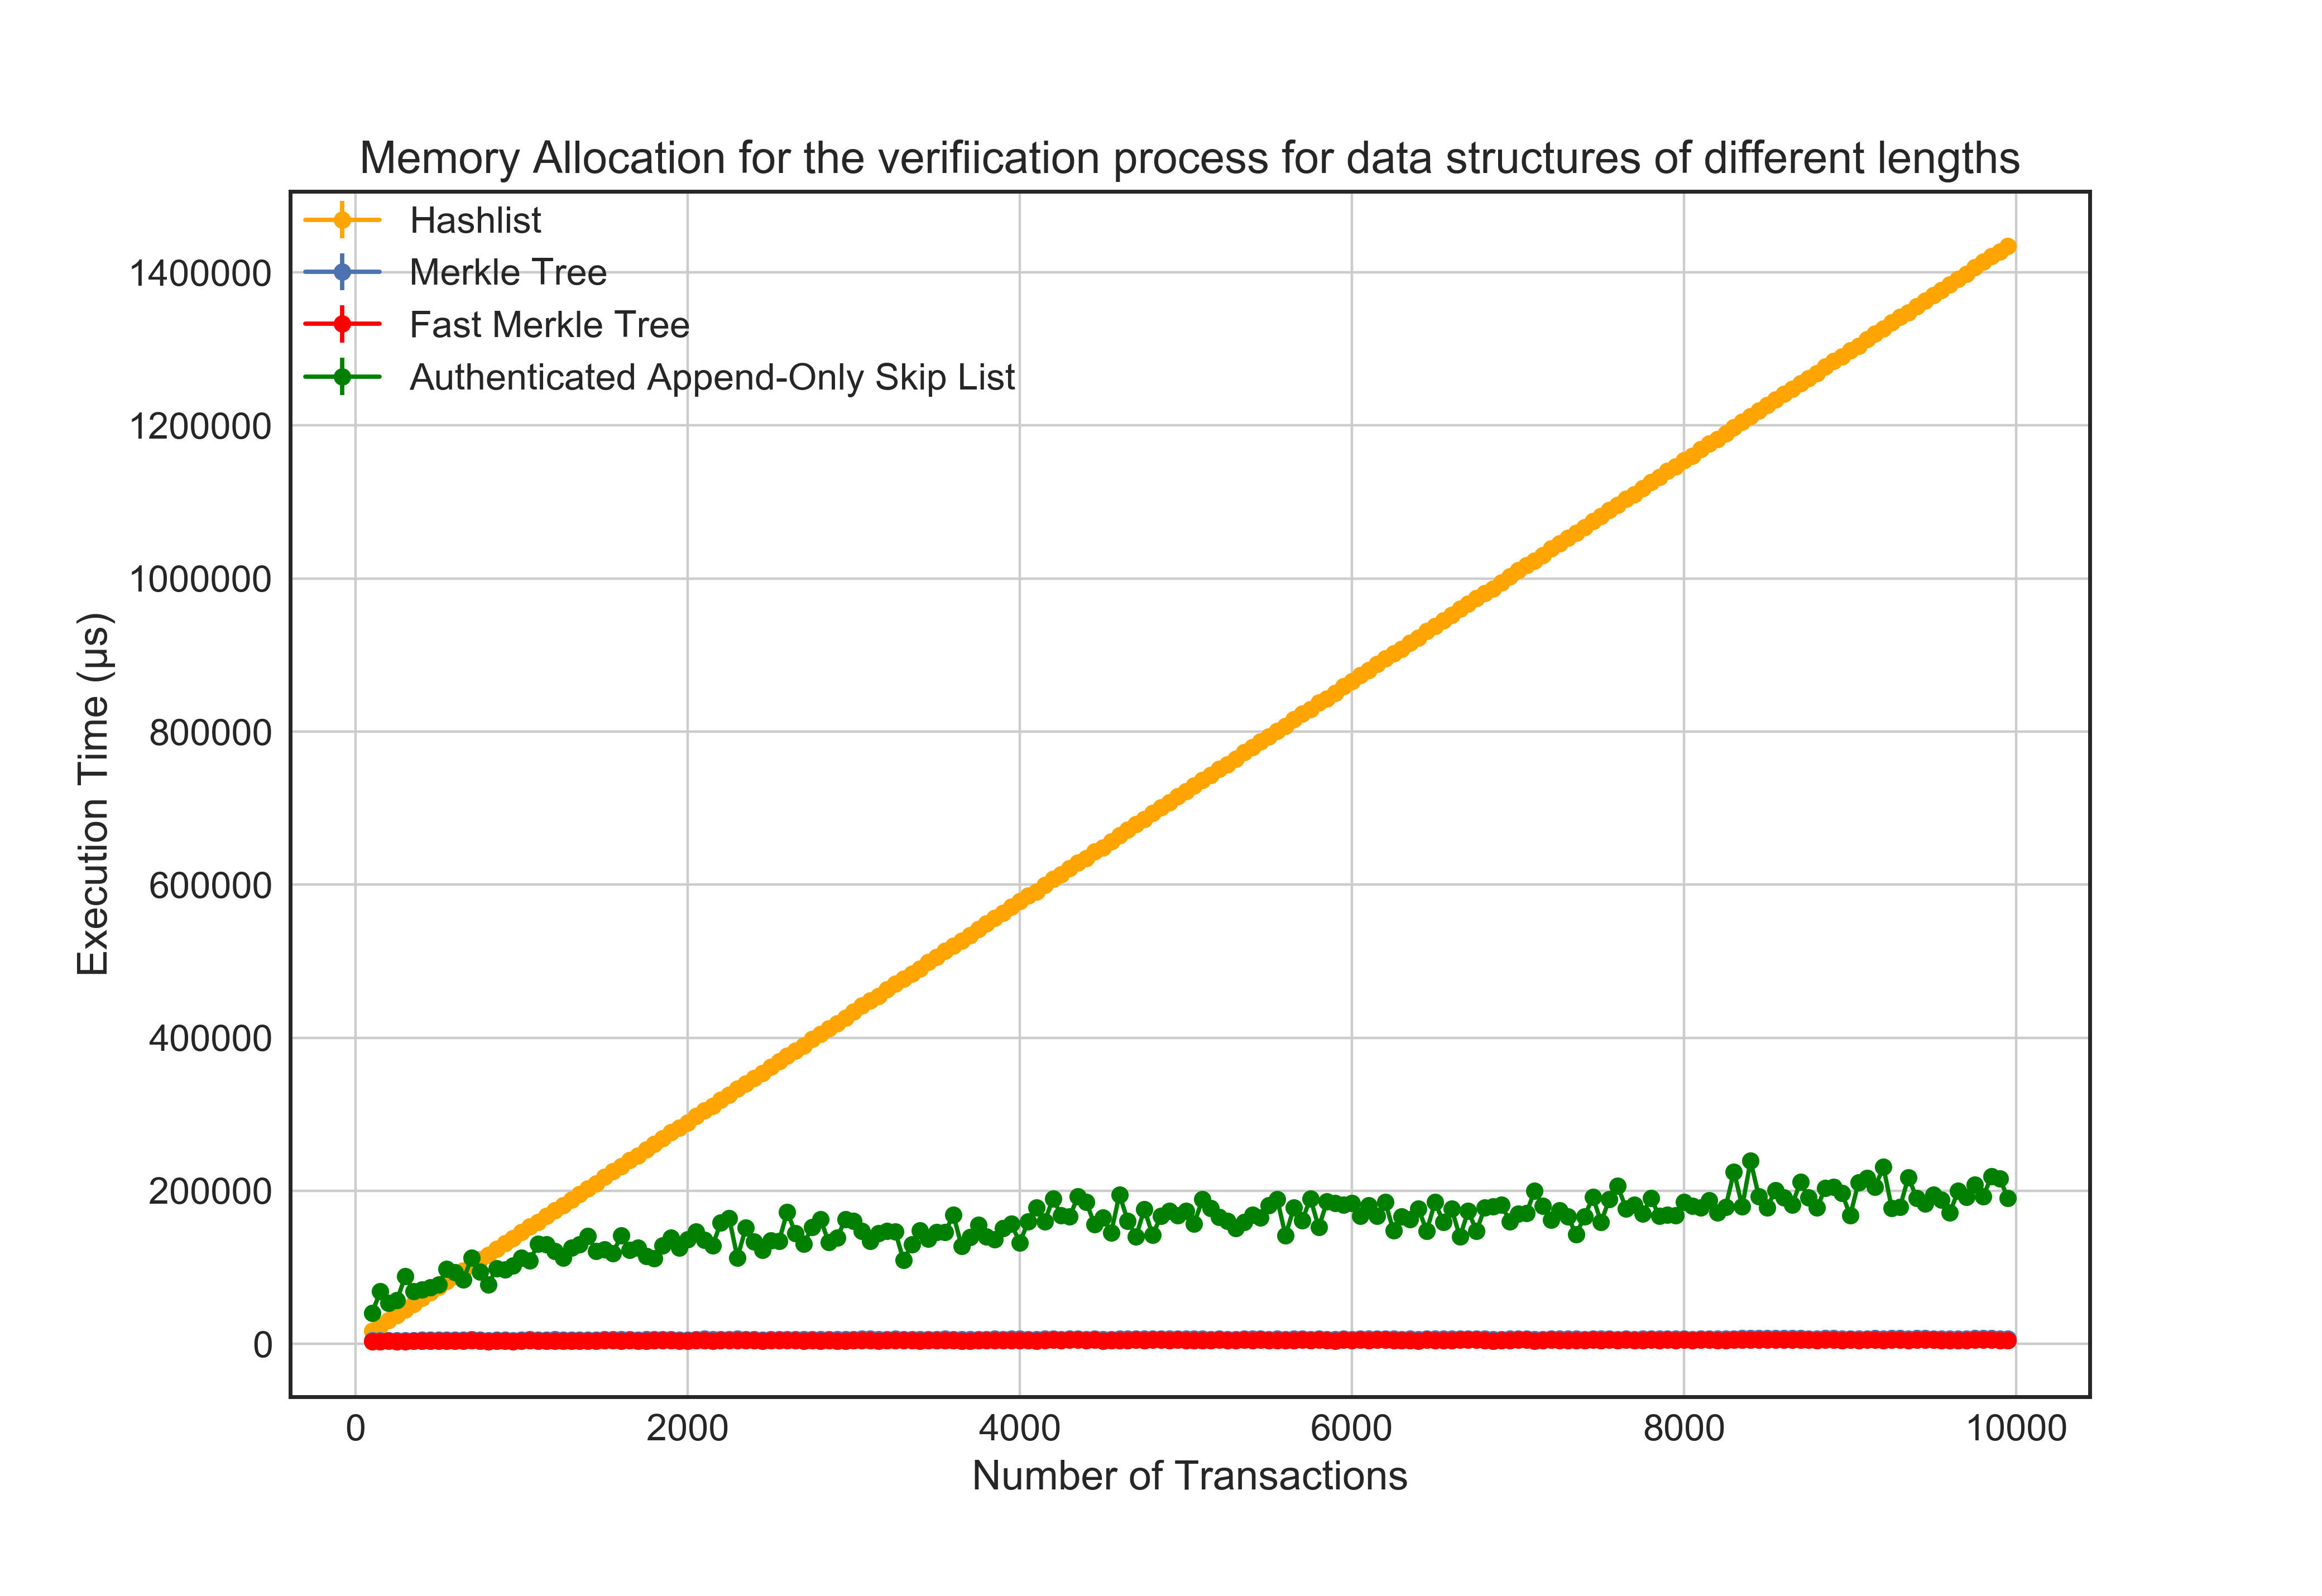 Memory Allocation for the verifiication process for data structures of different lengths
Hashlist
Merkle Tree
Fast Merkle Tree
Authenticated Append-Only Skip List
1400000
1200000
1000000
800000
600000
400000
200000
0
Execution Time (µs)
0 2000 4000 6000 8000 10000
Number of Transactions